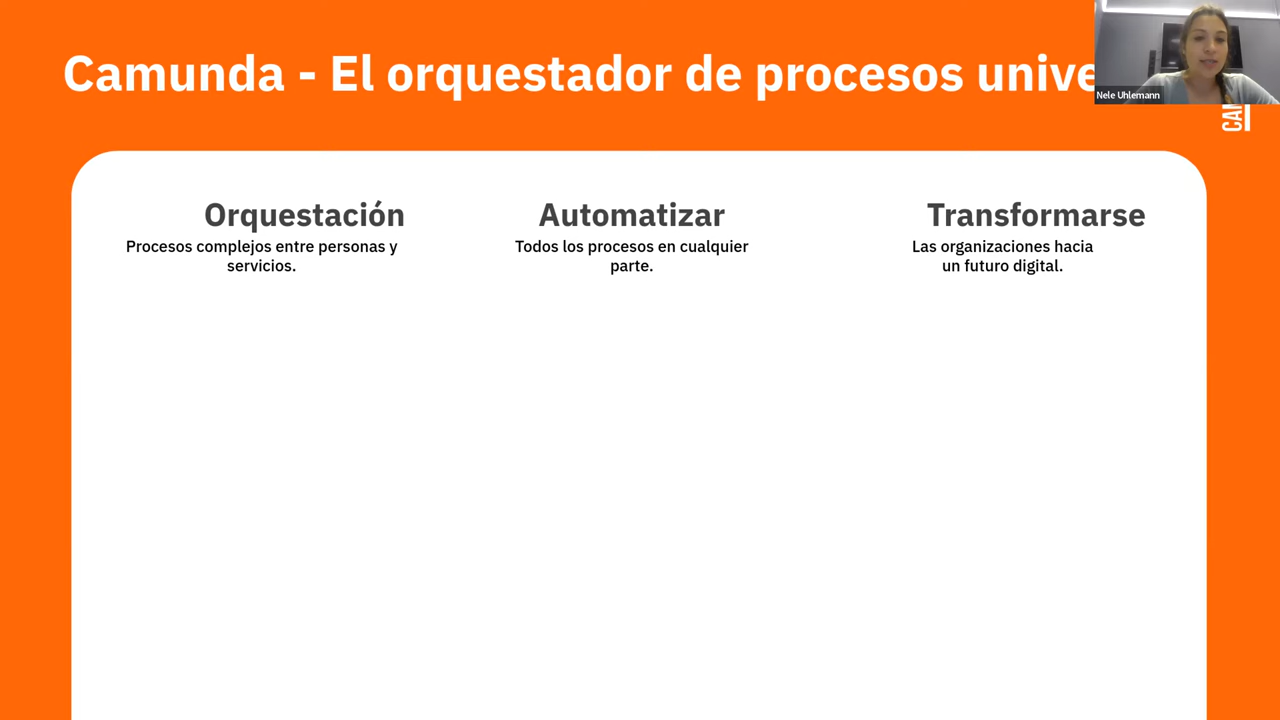 Camunda - El orquestador de procesos
Nele Uhlemann
Orquestación
Procesos complejos entre personas y
servicios.
Automatizar
Todos los procesos en cualquier
parte.
Transformarse
Las organizaciones hacia
un futuro digital.